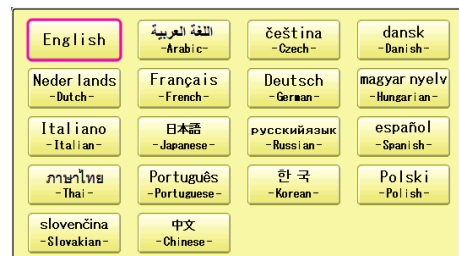 English
اللغة العربية
-Arabic-
čeština
-Czech-
dansk
-Danish-
Nederlands
-Dutch-
Français
-French-
Deutsch
-German-
magyar nyelv
-Hungarian-
Italiano
-Italian-
日本語
-Japanese-
русскийязык
-Russian-
español
-Spanish-
ภาษาไทย
-Thai-
Português
-Portuguese-
한국
-Korean-
Polski
-Polish-
slovenčina
-Slovakian-
中文
-Chinese-